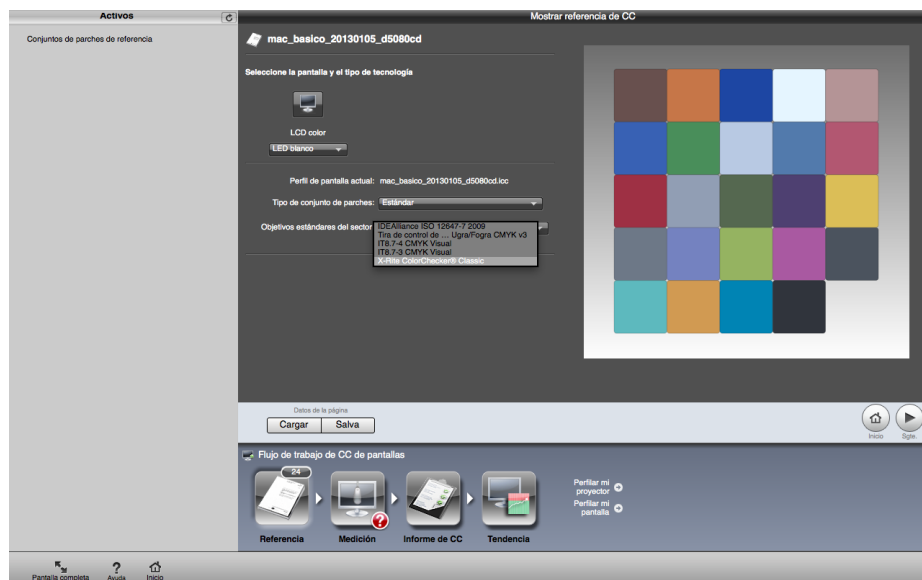 Activos
Mostrar referencia de CC
Conjuntos de parches de referencia
mac_basico_20130105_d5080cd
Seleccione la pantalla y el tipo de tecnología
LCD color
LED blanco
Perfil de pantalla actual: mac_basico_20130105_d5080cd.icc
Tipo de conjunto de parches: Estándar
Objetivos estándares del sector
IDEAlliance ISO 12647-7 2009
Tira de control de ... Ugra/Fogra CMYK v3
IT8.7-4 CMYK Visual
IT8.7-3 CMYK Visual
X-Rite ColorChecker® Classic
Datos de la página
Cargar Salva
Inicio Sgte.
Flujo de trabajo de CC de pantallas
24
Perfilar mi
proyector
Perfilar mi
pantalla
Referencia Medición Informe de CC Tendencia
Pantalla completa Ayuda Inicio